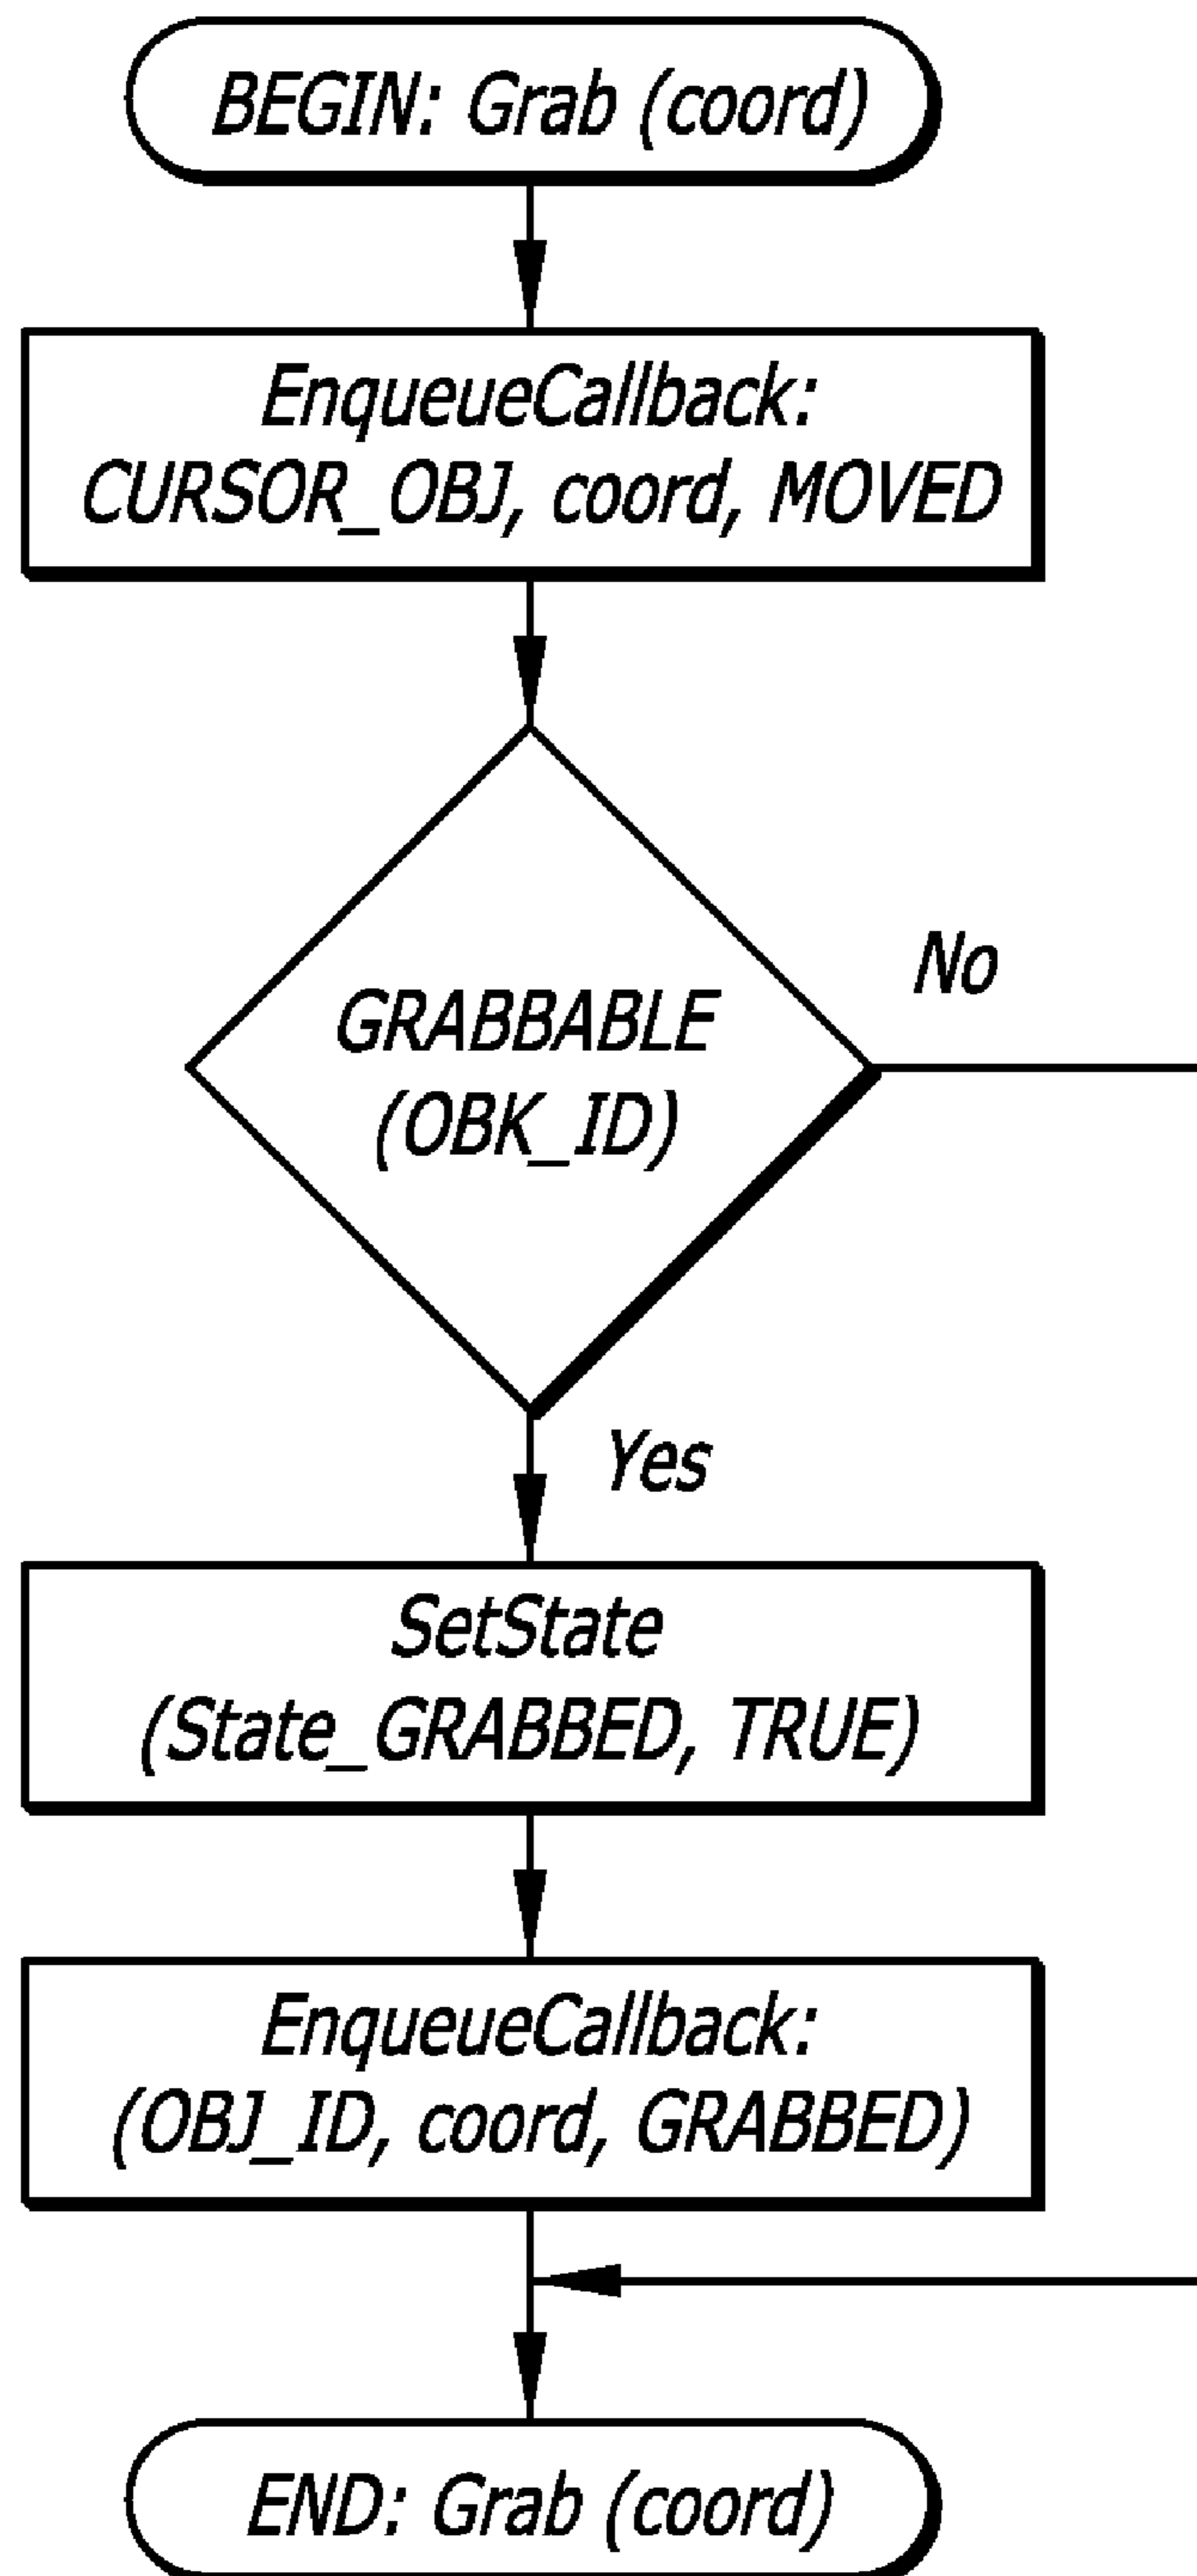 BEGIN: Grab (coord)
EnqueueCallback:
CURSOR_OBJ, coord, MOVED
No
GRABBABLE
(OBK_ID)
Yes
SetState
(State_GRABBED, TRUE)
EnqueueCallback:
(OBJ_ID, coord, GRABBED)
END: Grab (coord)